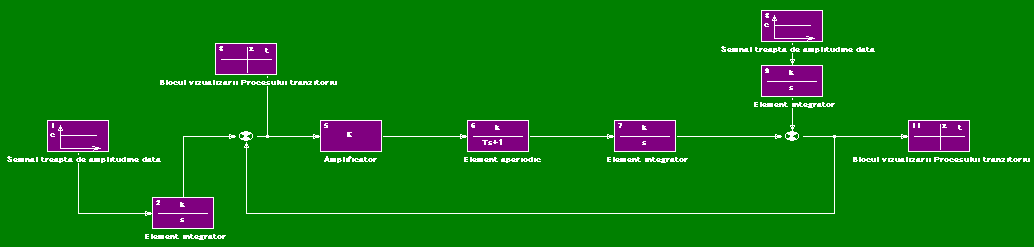 8
c
Semnal treapta de amplitudine data
8 z t
Blocul vizualizarii Procesului tranzitoriu
9 k
s
Element integrator
1
c
Semnal treapta de amplitudine data
5
K
Amplificator
6 k
Ts+1
Element aperiodic
7 k
s
Element integrator
11 z t
Blocul vizualizarii Procesului tranzitoriu
2 k
s
Element integrator